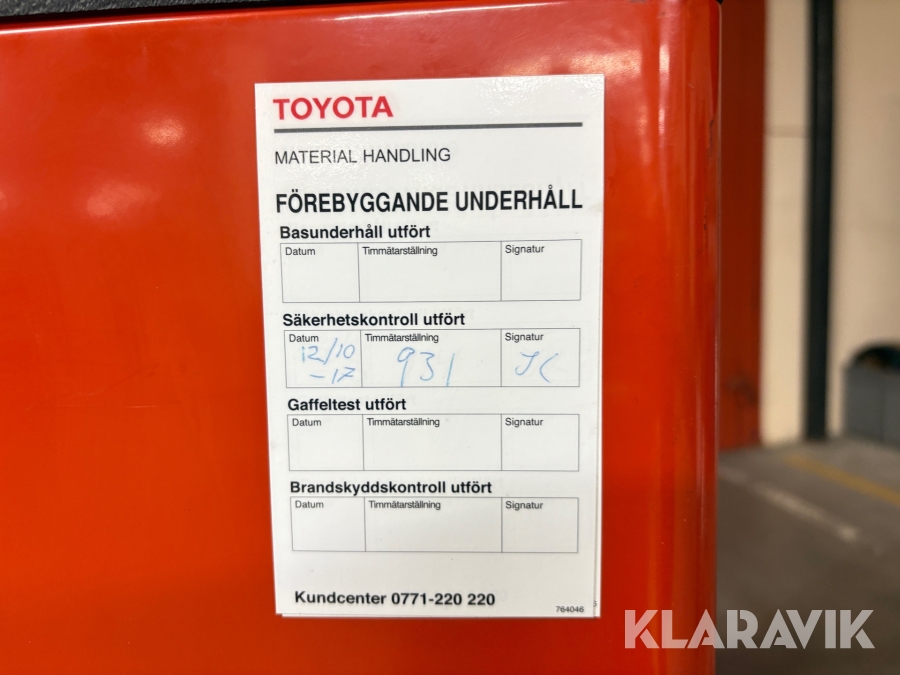 TOYOTA
MATERIAL HANDLING
FÖREBYGGANDE UNDERHÅLL
Basunderhåll utfört
Datum Timmätarställning Signatur
Säkerhetskontroll utfört
Datum Timmätarställning Signatur
12/10 931 JC
-17
Gaffeltest utfört
Datum Timmätarställning Signatur
Brandskyddskontroll utfört
Datum Timmätarställning Signatur
Kundcenter 0771-220 220
764046
KLARAVIK